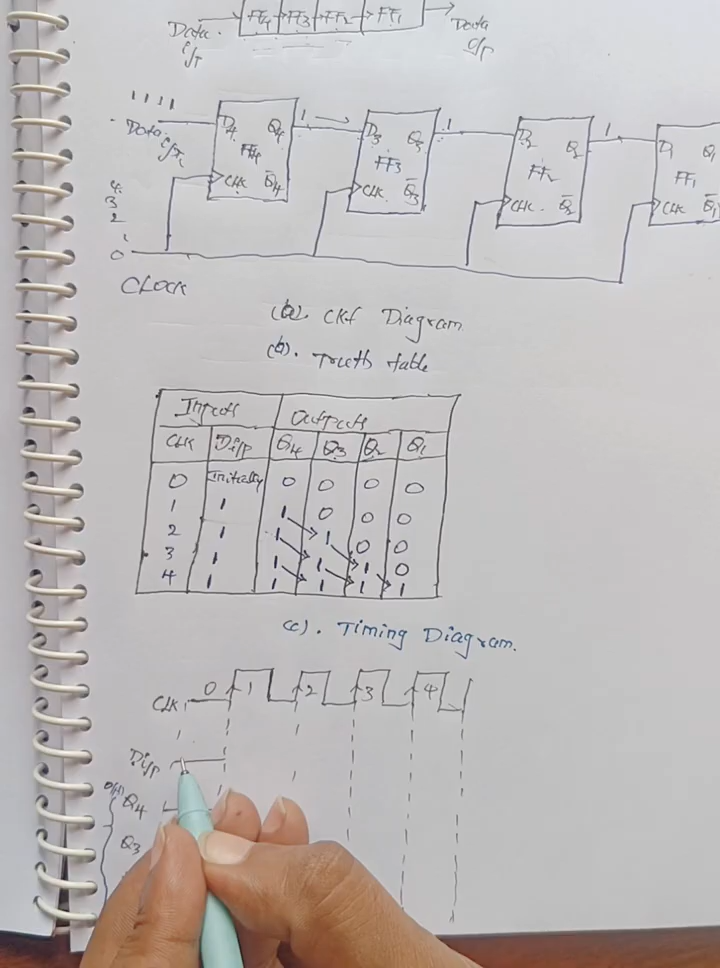 FF4 FF3 FF2 FF1
Data i/p
Data o/p
1 1 1 1
Data i/p
D4 Q4 1 D3 Q3 1 D2 Q2 1 D1 Q1
FF4 FF3 FF2 FF1
CLK Q̅4 CLK Q̅3 CLK Q̅2 CLK Q̅1
4
3
2
1
0
CLOCK
(a). Ckt Diagram
(b). Truth table
Inputs Outputs
CLK Di/p Q4 Q3 Q2 Q1
0 Initially 0 0 0 0
1 1 1 0 0 0
2 1 1 1 0 0
3 1 1 1 1 0
4 1 1 1 1 1
(c). Timing Diagram.
CLK 0 1 2 3 4
Di/p
Q4
Q3